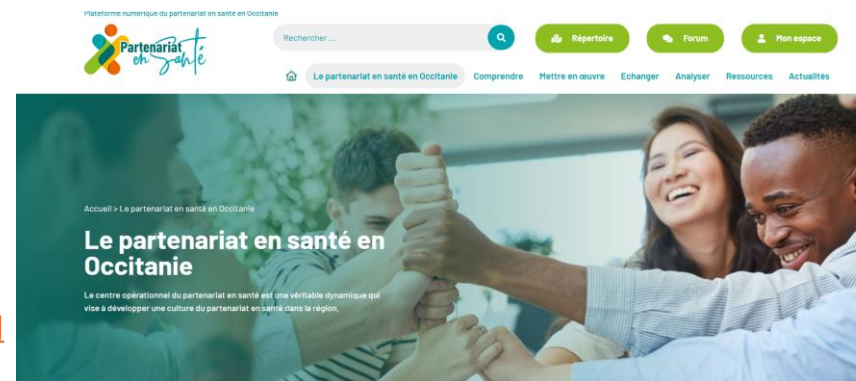 Plateforme numérique du partenariat en santé en Occitanie
Partenariat
en Santé
Rechercher ...
Répertoire
Forum
Mon espace
Le partenariat en santé en Occitanie
Comprendre
Mettre en œuvre
Echanger
Analyser
Ressources
Actualités
Accueil > Le partenariat en santé en Occitanie
Le partenariat en santé en
Occitanie
Le centre opérationnel du partenariat en santé est une véritable dynamique qui
vise à développer une culture du partenariat en santé dans la région.